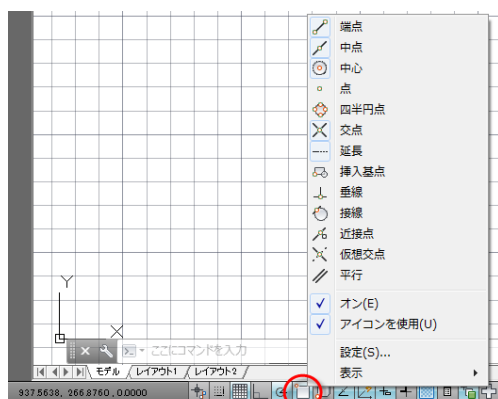 端点
中点
中心
点
四半円点
交点
延長
挿入基点
垂線
接線
近接点
仮想交点
平行
オン(E)
アイコンを使用(U)
設定(S)...
表示
Y
X
ここにコマンドを入力
モデル レイアウト1 レイアウト2
937.5638, 266.8760, 0.0000